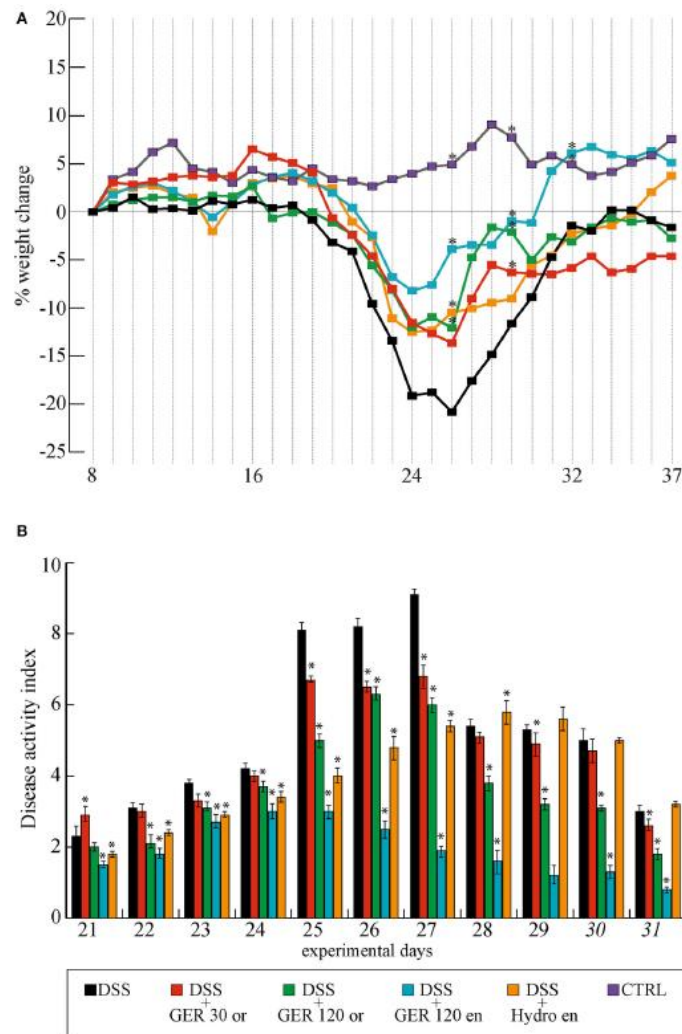 A
20
15
10
5
0
-5
-10
-15
-20
-25
% weight change
* * * * * * * *
8 16 24 32 37
B
10
8
6
4
2
0
Disease activity index
21 22 23 24 25 26 27 28 29 30 31
experimental days
DSS DSS DSS DSS DSS CTRL
+ + + +
GER 30 or GER 120 or GER 120 en Hydro en